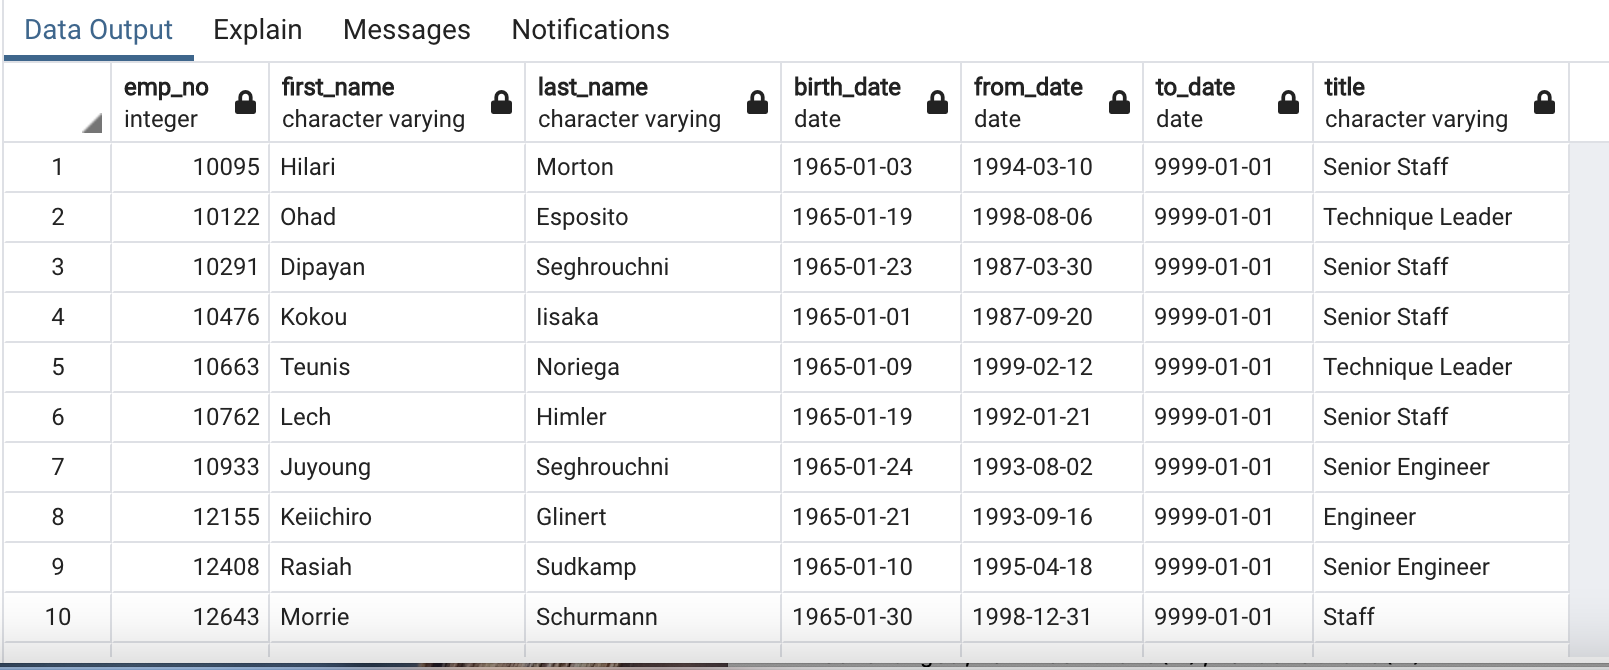 Data Output Explain Messages Notifications
emp_no first_name last_name birth_date from_date to_date title
integer character varying character varying date date date character varying
1 10095 Hilari Morton 1965-01-03 1994-03-10 9999-01-01 Senior Staff
2 10122 Ohad Esposito 1965-01-19 1998-08-06 9999-01-01 Technique Leader
3 10291 Dipayan Seghrouchni 1965-01-23 1987-03-30 9999-01-01 Senior Staff
4 10476 Kokou Iisaka 1965-01-01 1987-09-20 9999-01-01 Senior Staff
5 10663 Teunis Noriega 1965-01-09 1999-02-12 9999-01-01 Technique Leader
6 10762 Lech Himler 1965-01-19 1992-01-21 9999-01-01 Senior Staff
7 10933 Juyoung Seghrouchni 1965-01-24 1993-08-02 9999-01-01 Senior Engineer
8 12155 Keiichiro Glinert 1965-01-21 1993-09-16 9999-01-01 Engineer
9 12408 Rasiah Sudkamp 1965-01-10 1995-04-18 9999-01-01 Senior Engineer
10 12643 Morrie Schurmann 1965-01-30 1998-12-31 9999-01-01 Staff